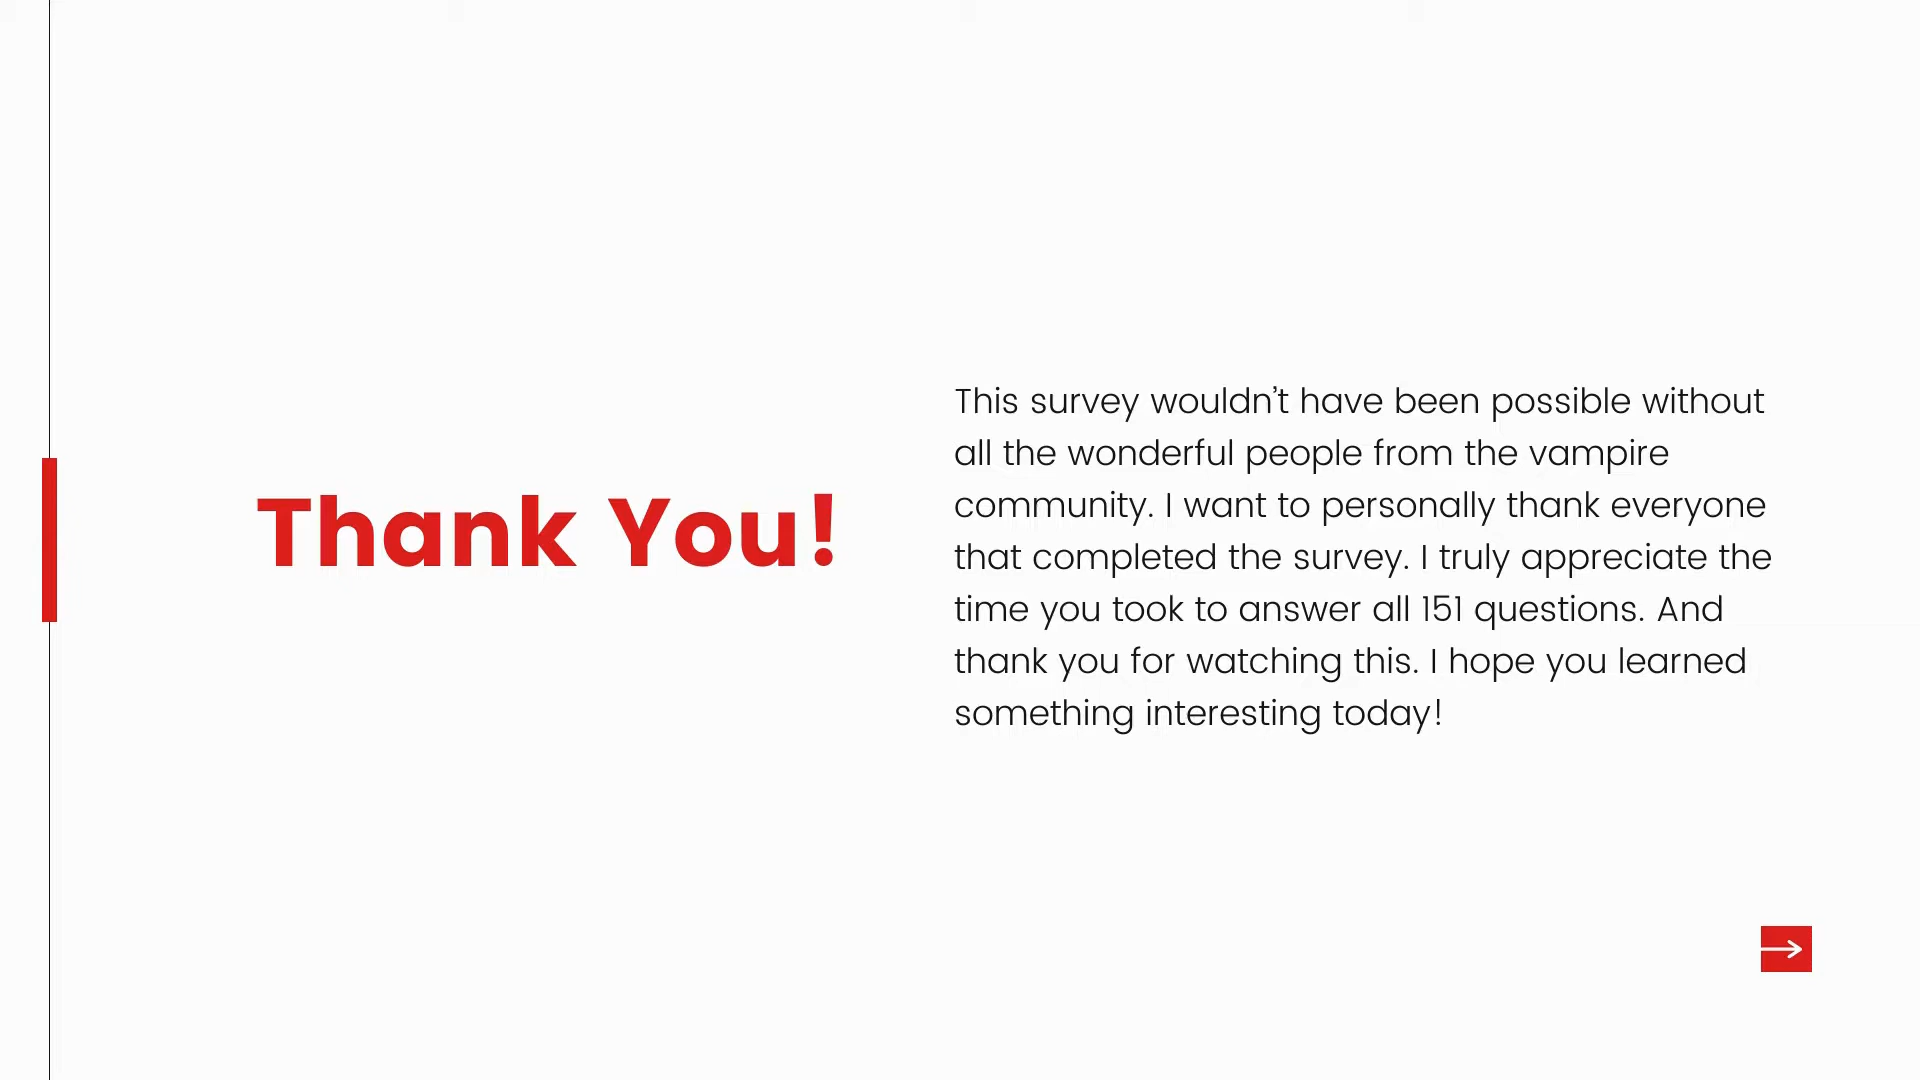 Thank You!
This survey wouldn't have been possible without
all the wonderful people from the vampire
community. I want to personally thank everyone
that completed the survey. I truly appreciate the
time you took to answer all 151 questions. And
thank you for watching this. I hope you learned
something interesting today!